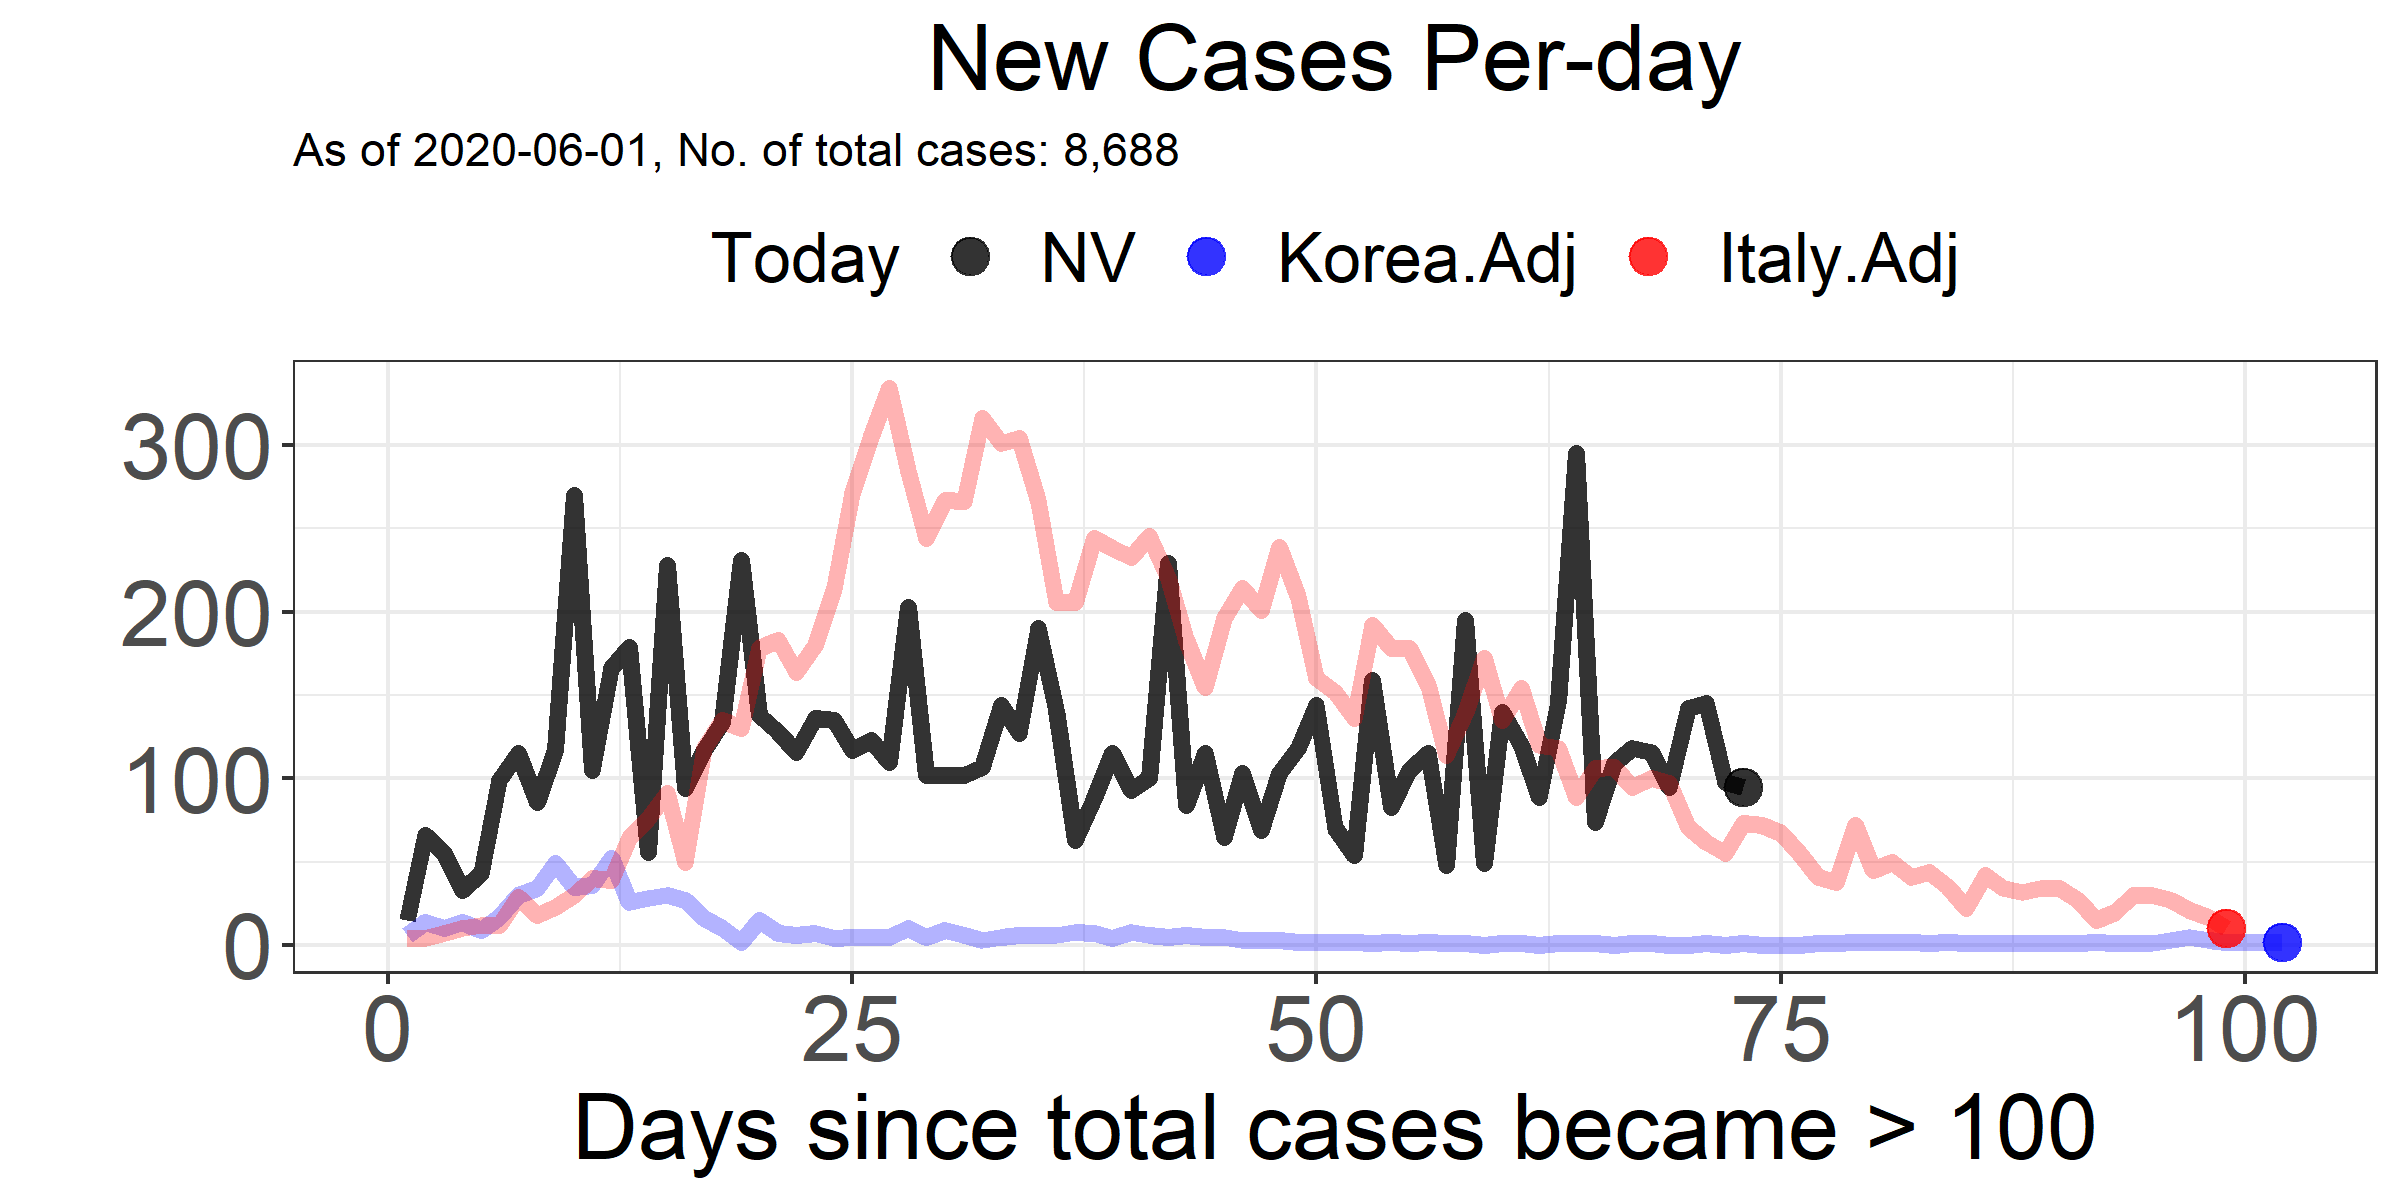 New Cases Per-day
As of 2020-06-01, No. of total cases: 8,688
Today NV Korea.Adj Italy.Adj
300
200
100
0
0 25 50 75 100
Days since total cases became > 100